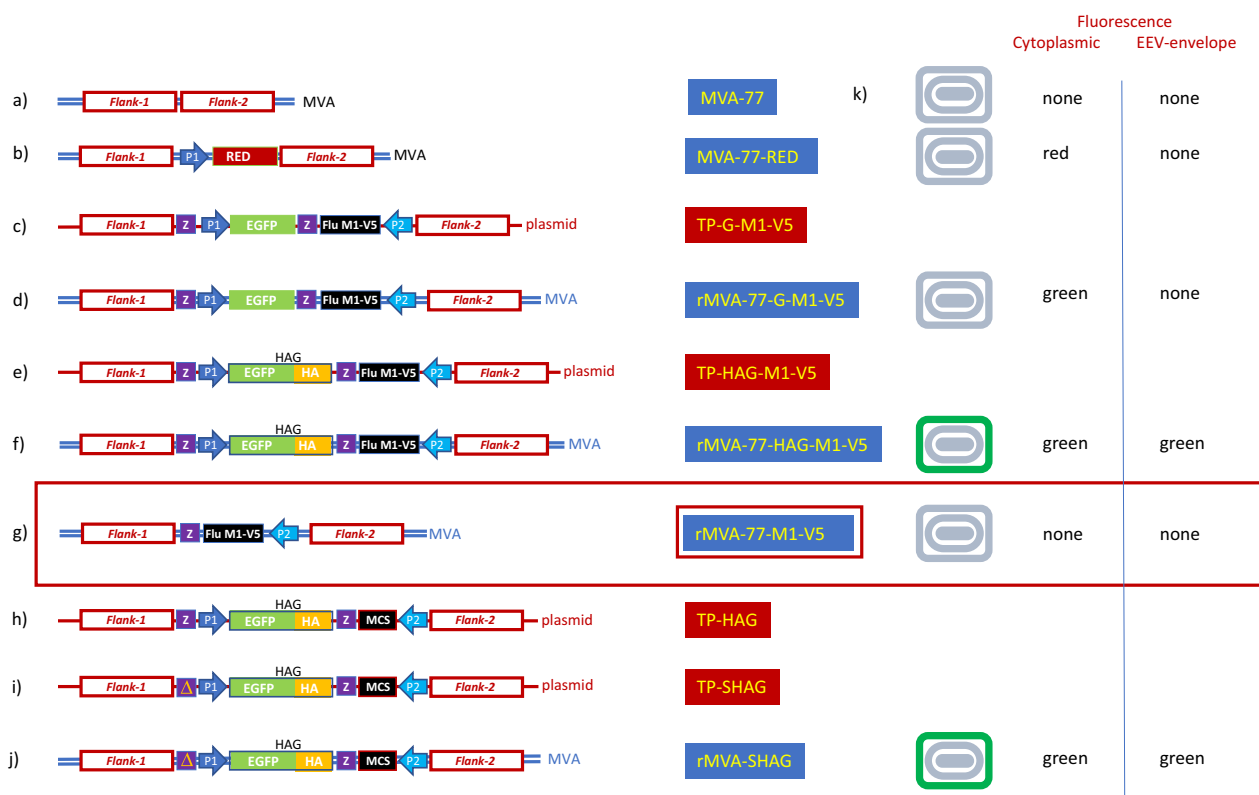 Fluorescence
Cytoplasmic EEV-envelope
a) Flank-1 Flank-2 MVA MVA-77 k) none none
b) Flank-1 P1 RED Flank-2 MVA MVA-77-RED red none
c) Flank-1 Z P1 EGFP Z Flu M1-V5 P2 Flank-2 plasmid TP-G-M1-V5
d) Flank-1 Z P1 EGFP Z Flu M1-V5 P2 Flank-2 MVA rMVA-77-G-M1-V5 green none
HAG
e) Flank-1 Z P1 EGFP HA Z Flu M1-V5 P2 Flank-2 plasmid TP-HAG-M1-V5
HAG
f) Flank-1 Z P1 EGFP HA Z Flu M1-V5 P2 Flank-2 MVA rMVA-77-HAG-M1-V5 green green
g) Flank-1 Z Flu M1-V5 P2 Flank-2 MVA rMVA-77-M1-V5 none none
HAG
h) Flank-1 Z P1 EGFP HA Z MCS P2 Flank-2 plasmid TP-HAG
HAG
i) Flank-1 Δ P1 EGFP HA Z MCS P2 Flank-2 plasmid TP-SHAG
HAG
j) Flank-1 Δ P1 EGFP HA Z MCS P2 Flank-2 MVA rMVA-SHAG green green